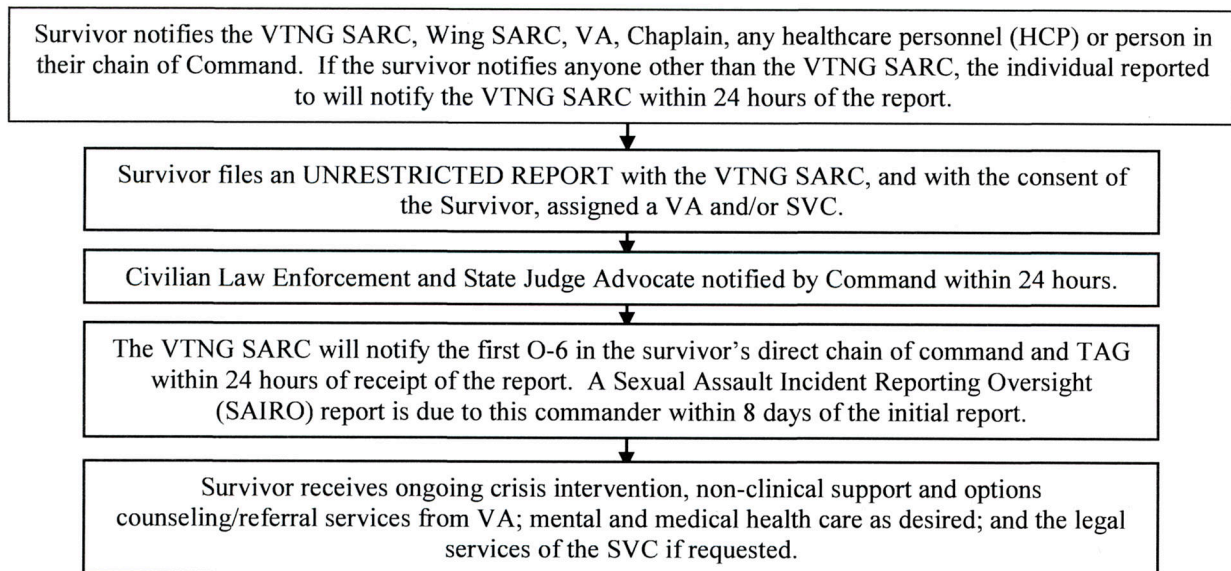 Survivor notifies the VTNG SARC, Wing SARC, VA, Chaplain, any healthcare personnel (HCP) or person in
their chain of Command. If the survivor notifies anyone other than the VTNG SARC, the individual reported
to will notify the VTNG SARC within 24 hours of the report.
Survivor files an UNRESTRICTED REPORT with the VTNG SARC, and with the consent of
the Survivor, assigned a VA and/or SVC.
Civilian Law Enforcement and State Judge Advocate notified by Command within 24 hours.
The VTNG SARC will notify the first O-6 in the survivor's direct chain of command and TAG
within 24 hours of receipt of the report. A Sexual Assault Incident Reporting Oversight
(SAIRO) report is due to this commander within 8 days of the initial report.
Survivor receives ongoing crisis intervention, non-clinical support and options
counseling/referral services from VA; mental and medical health care as desired; and the legal
services of the SVC if requested.